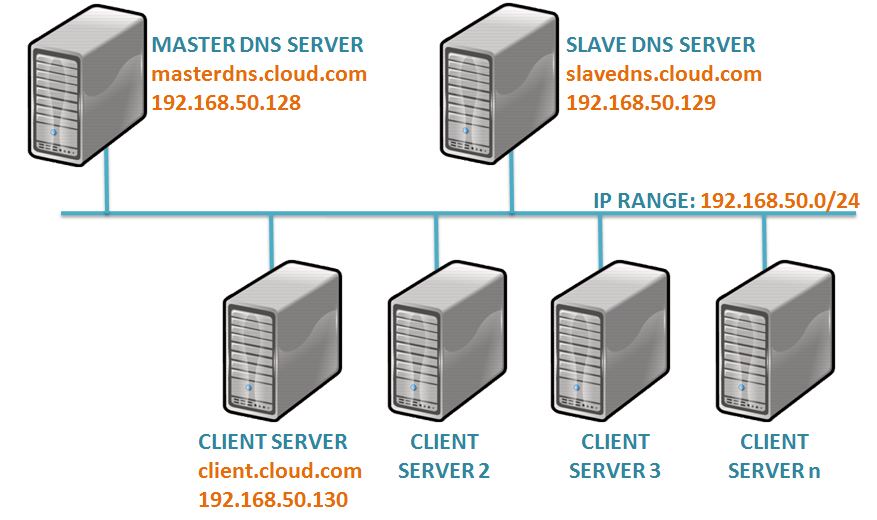 MASTER DNS SERVER
masterdns.cloud.com
192.168.50.128
SLAVE DNS SERVER
slavedns.cloud.com
192.168.50.129
IP RANGE: 192.168.50.0/24
CLIENT SERVER
client.cloud.com
192.168.50.130
CLIENT
SERVER 2
CLIENT
SERVER 3
CLIENT
SERVER n